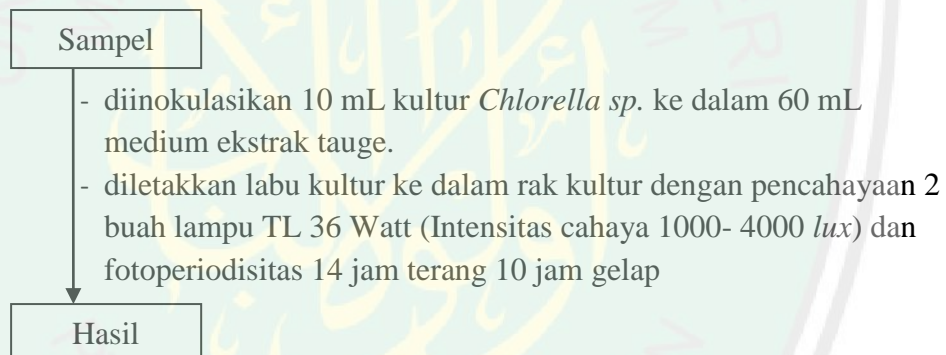 Sampel
- diinokulasikan 10 mL kultur Chlorella sp. ke dalam 60 mL
medium ekstrak tauge.
- diletakkan labu kultur ke dalam rak kultur dengan pencahayaan 2
buah lampu TL 36 Watt (Intensitas cahaya 1000- 4000 lux) dan
fotoperiodisitas 14 jam terang 10 jam gelap
Hasil